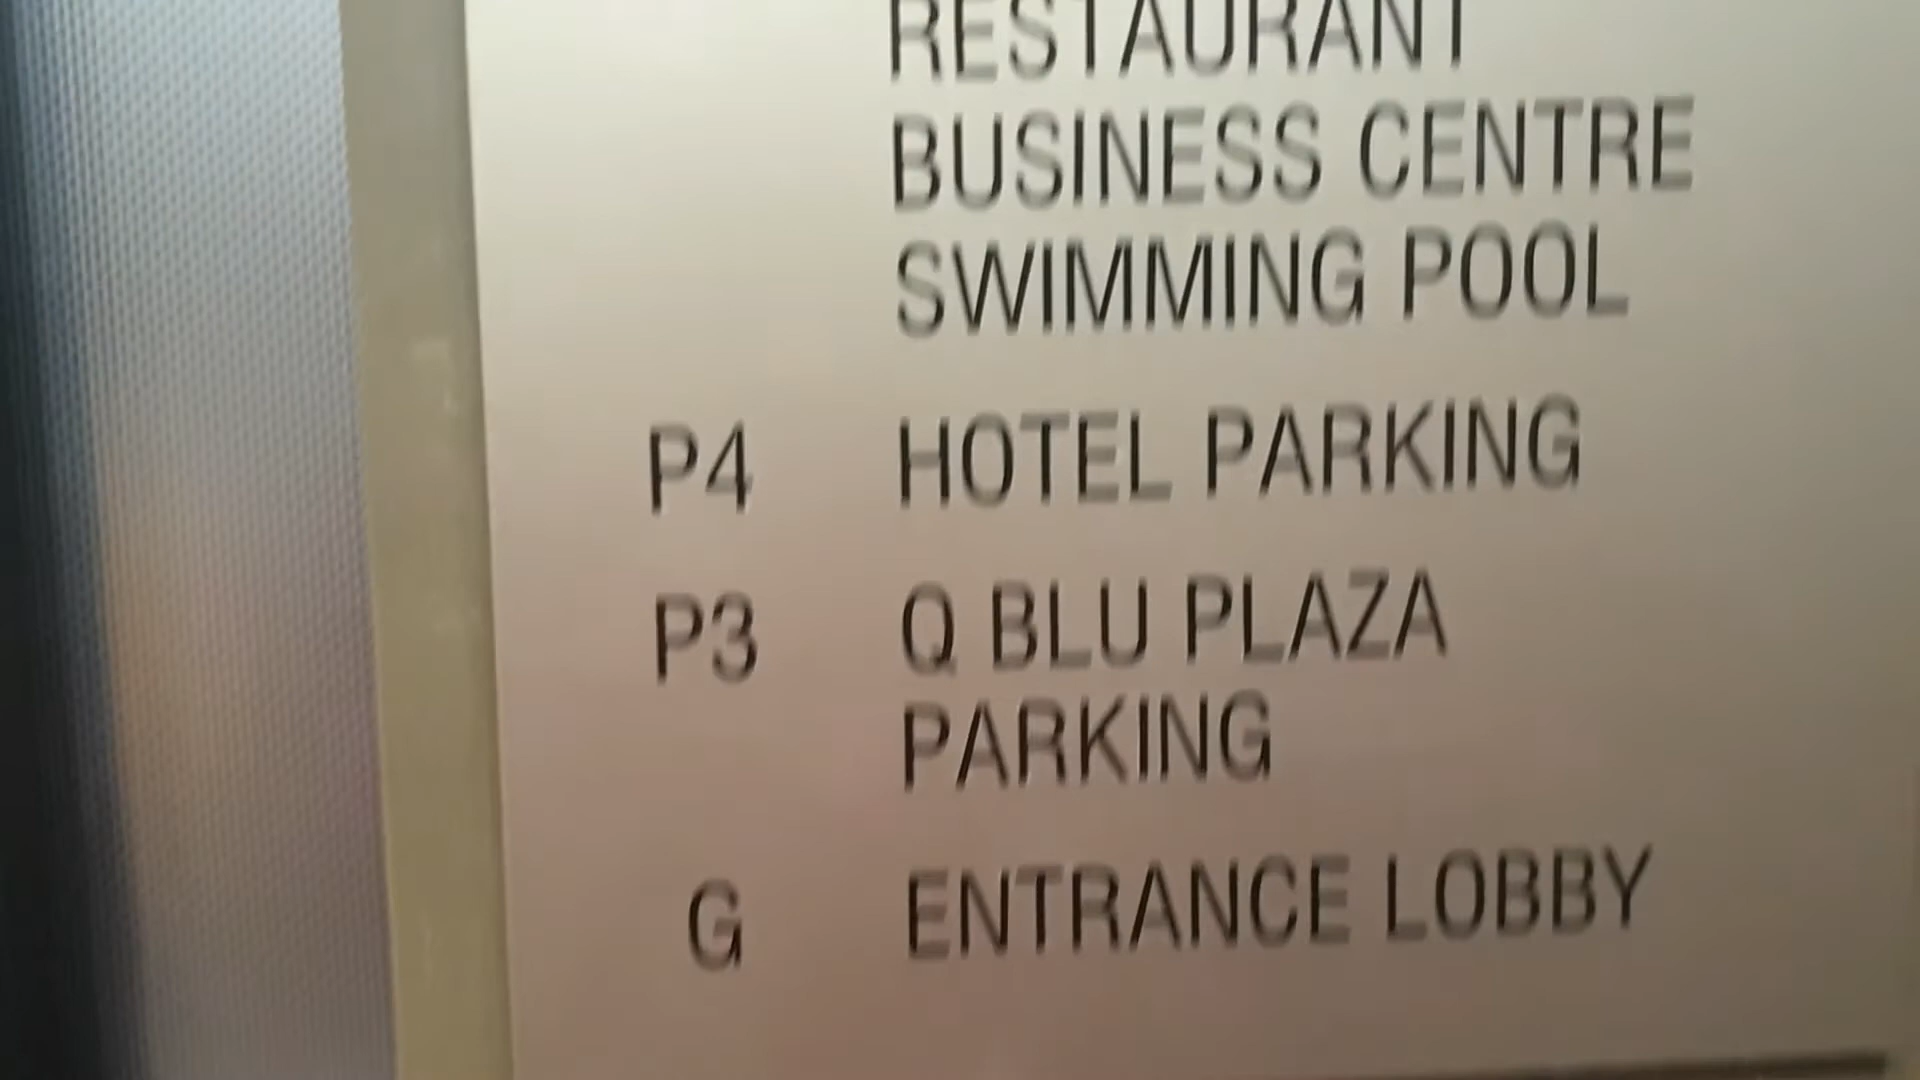 RESTAURANT
BUSINESS CENTRE
SWIMMING POOL
P4 HOTEL PARKING
P3 Q BLU PLAZA
PARKING
G ENTRANCE LOBBY